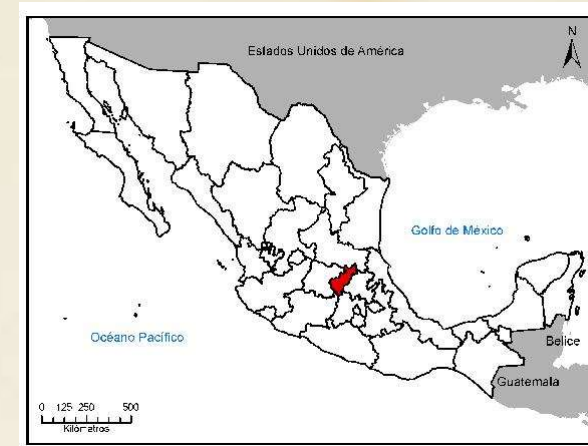 N
Estados Unidos de América
Golfo de México
Océano Pacífico
Belice
Guatemala
0 125 250 500
Kilómetros